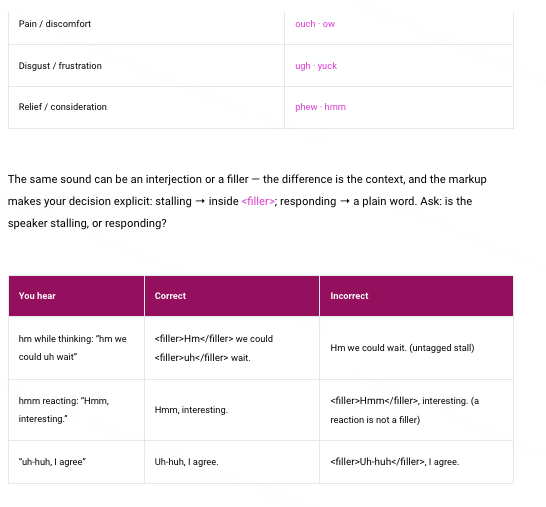 Pain / discomfort
ouch · ow
Disgust / frustration
ugh · yuck
Relief / consideration
phew · hmm
The same sound can be an interjection or a filler — the difference is the context, and the markup
makes your decision explicit: stalling → inside <filler>; responding → a plain word. Ask: is the
speaker stalling, or responding?
You hear
Correct
Incorrect
hm while thinking: “hm we
could uh wait”
<filler>Hm</filler> we could
<filler>uh</filler> wait.
Hm we could wait. (untagged stall)
hmm reacting: “Hmm,
interesting.”
Hmm, interesting.
<filler>Hmm</filler>, interesting. (a
reaction is not a filler)
“uh-huh, I agree”
Uh-huh, I agree.
<filler>Uh-huh</filler>, I agree.